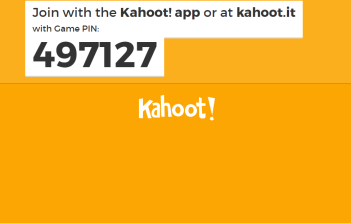 Join with the Kahoot! app or at kahoot.it
with Game PIN:
497127
Kahoot!